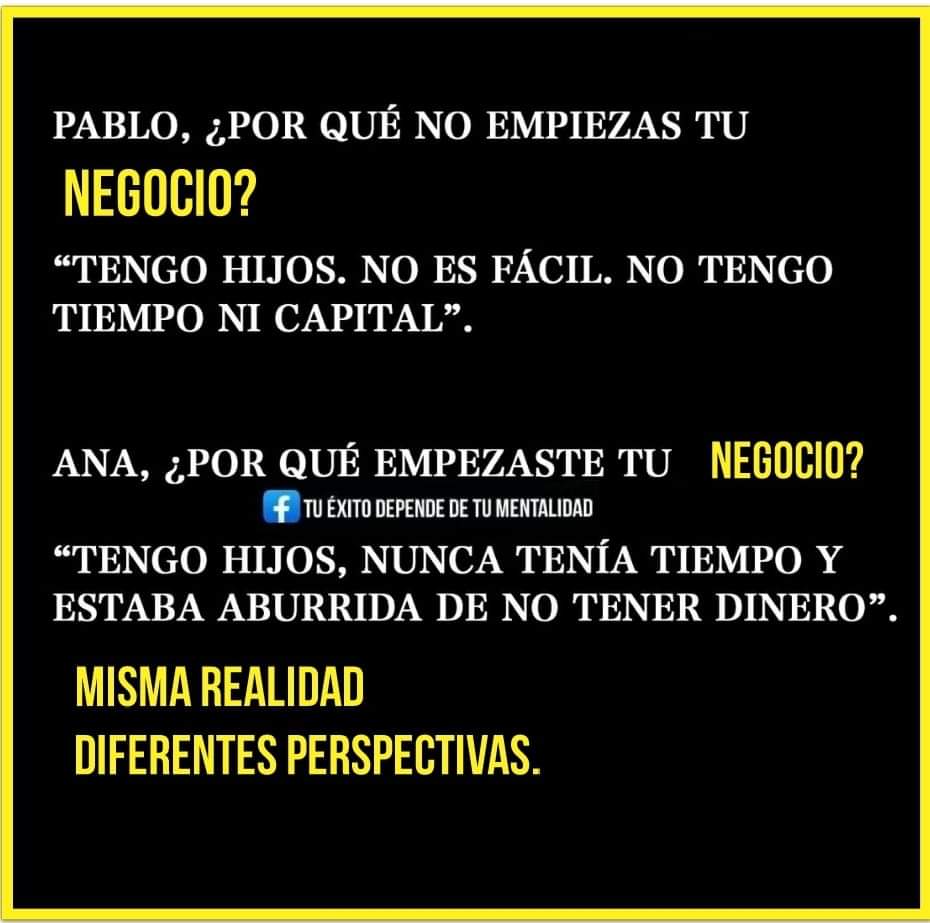 PABLO, ¿POR QUÉ NO EMPIEZAS TU
NEGOCIO?
“TENGO HIJOS. NO ES FÁCIL. NO TENGO
TIEMPO NI CAPITAL”.
ANA, ¿POR QUÉ EMPEZASTE TU NEGOCIO?
f TU ÉXITO DEPENDE DE TU MENTALIDAD
“TENGO HIJOS, NUNCA TENÍA TIEMPO Y
ESTABA ABURRIDA DE NO TENER DINERO”.
MISMA REALIDAD
DIFERENTES PERSPECTIVAS.